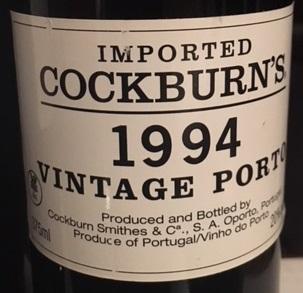 IMPORTED
COCKBURN'S
1994
VINTAGE PORTO
Produced and Bottled by
Cockburn Smithes & Cª., S. A. Oporto, Portugal
Produce of Portugal/Vinho do Porto
375ml